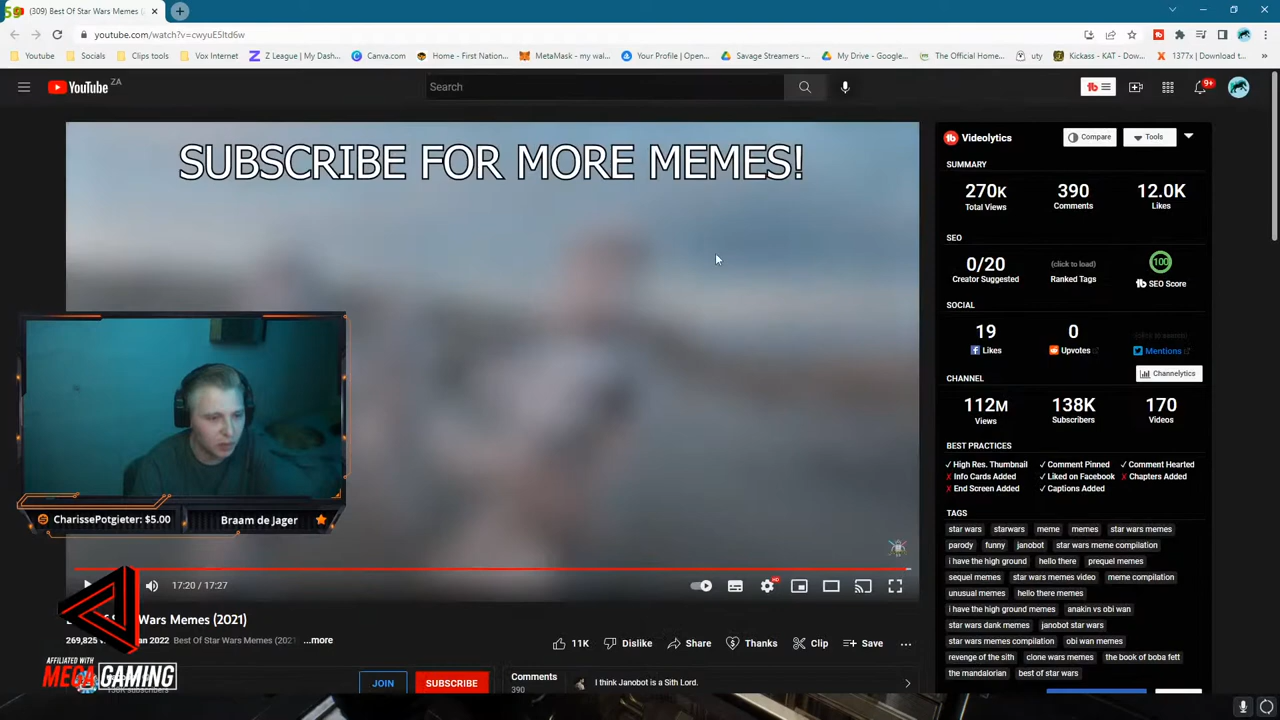 (309) Best Of Star Wars Memes (
youtube.com/watch?v=cwyuE5ltd6w
Youtube
Socials
Clips tools
Vox Internet
Z League | My Dash...
Canva.com
Home - First Nation...
MetaMask - my wal...
Your Profile | Opent...
Savage Streamers -...
My Drive - Google...
The Official Home...
uty
Kickass - KAT - Dow...
1377x | Download t...
YouTube ZA
Search
9+
SUBSCRIBE FOR MORE MEMES!
Videolytics
Compare
Tools
SUMMARY
270K 390 12.0K
Total Views Comments Likes
SEO
0/20 (click to load) 100
Creator Suggested Ranked Tags SEO Score
SOCIAL
19 0
Likes Upvotes Mentions
Channelytics
CHANNEL
112M 138K 170
Views Subscribers Videos
BEST PRACTICES
✓ High Res. Thumbnail ✓ Comment Pinned ✓ Comment Hearted
✗ Info Cards Added ✓ Liked on Facebook ✗ Chapters Added
✗ End Screen Added ✓ Captions Added
TAGS
star wars starwars meme memes star wars memes
parody funny janobot star wars meme compilation
i have the high ground hello there prequel memes
sequel memes star wars memes video meme compilation
unusual memes hello there memes
i have the high ground memes anakin vs obi wan
star wars dank memes janobot star wars
star wars memes compilation obi wan memes
revenge of the sith clone wars memes the book of boba fett
the mandalorian best of star wars
CharissePotgieter: $5.00
Braam de Jager
17:20 / 17:27
HD
Wars Memes (2021)
269,825 an 2022 Best Of Star Wars Memes (2021 ...more
11K Dislike Share Thanks Clip Save
AFFILIATED WITH
MEGAGAMING
subscribers
JOIN
SUBSCRIBE
Comments
390
I think Janobot is a Sith Lord.